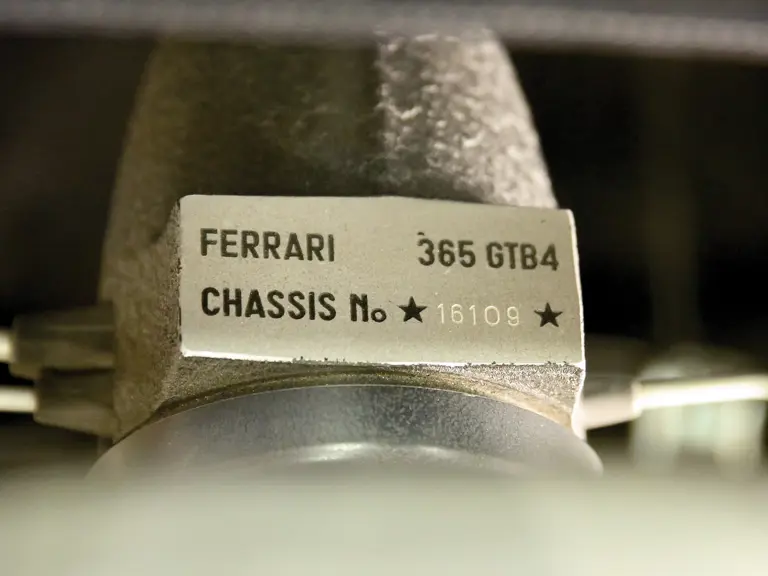 FERRARI 365 GTB4
CHASSIS No ★ 16109 ★